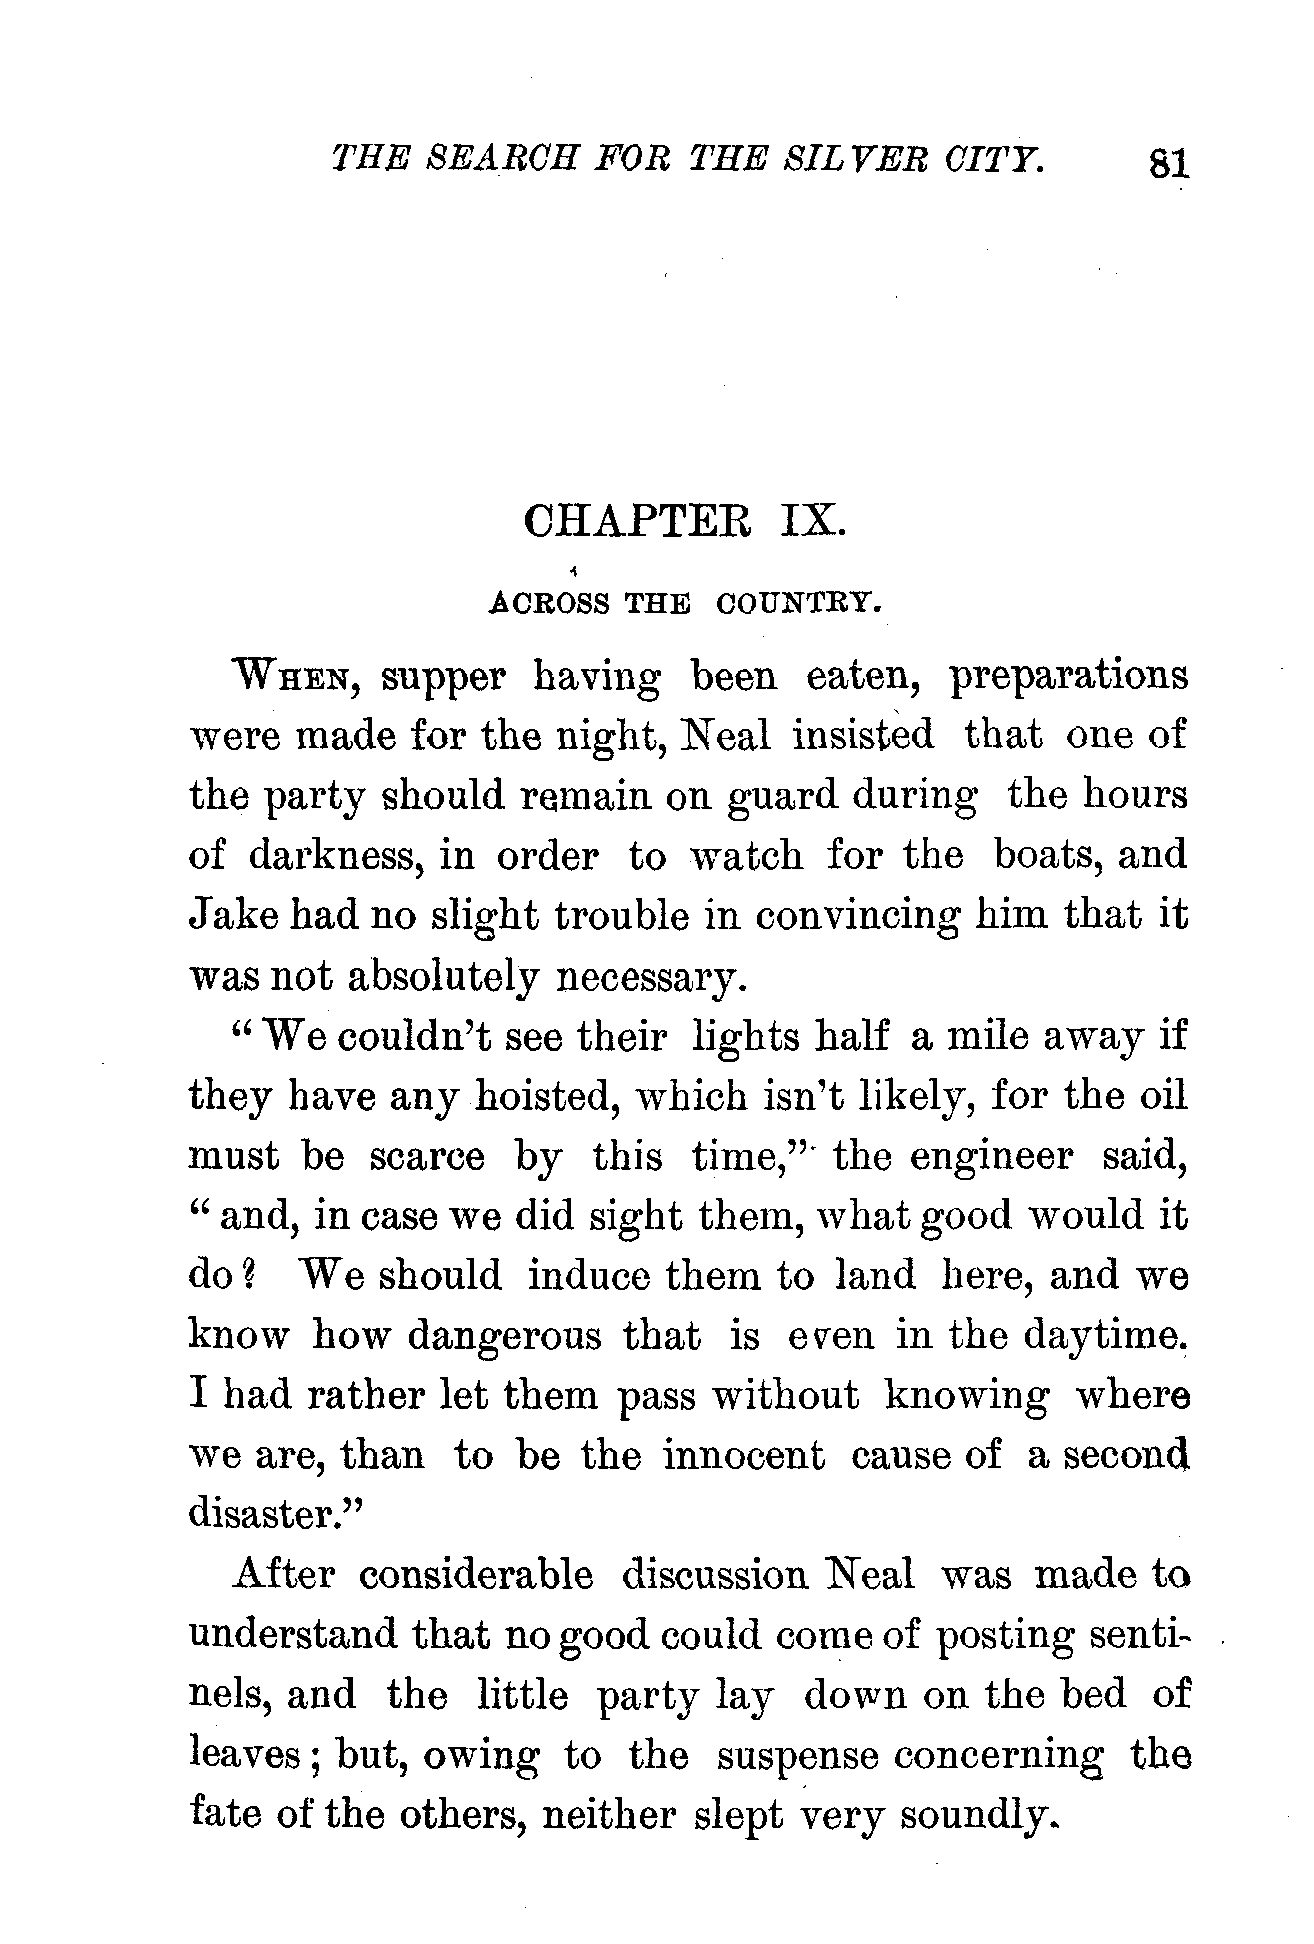 THE SEARCH FOR THE SILVER CITY. 81
CHAPTER IX.
ACROSS THE COUNTRY.
WHEN, supper having been eaten, preparations
were made for the night, Neal insisted that one of
the party should remain on guard during the hours
of darkness, in order to watch for the boats, and
Jake had no slight trouble in convincing him that it
was not absolutely necessary.
“We couldn’t see their lights half a mile away if
they have any hoisted, which isn’t likely, for the oil
must be scarce by this time,” the engineer said,
“and, in case we did sight them, what good would it
do? We should induce them to land here, and we
know how dangerous that is even in the daytime.
I had rather let them pass without knowing where
we are, than to be the innocent cause of a second
disaster.”
After considerable discussion Neal was made to
understand that no good could come of posting senti-
nels, and the little party lay down on the bed of
leaves; but, owing to the suspense concerning the
fate of the others, neither slept very soundly.